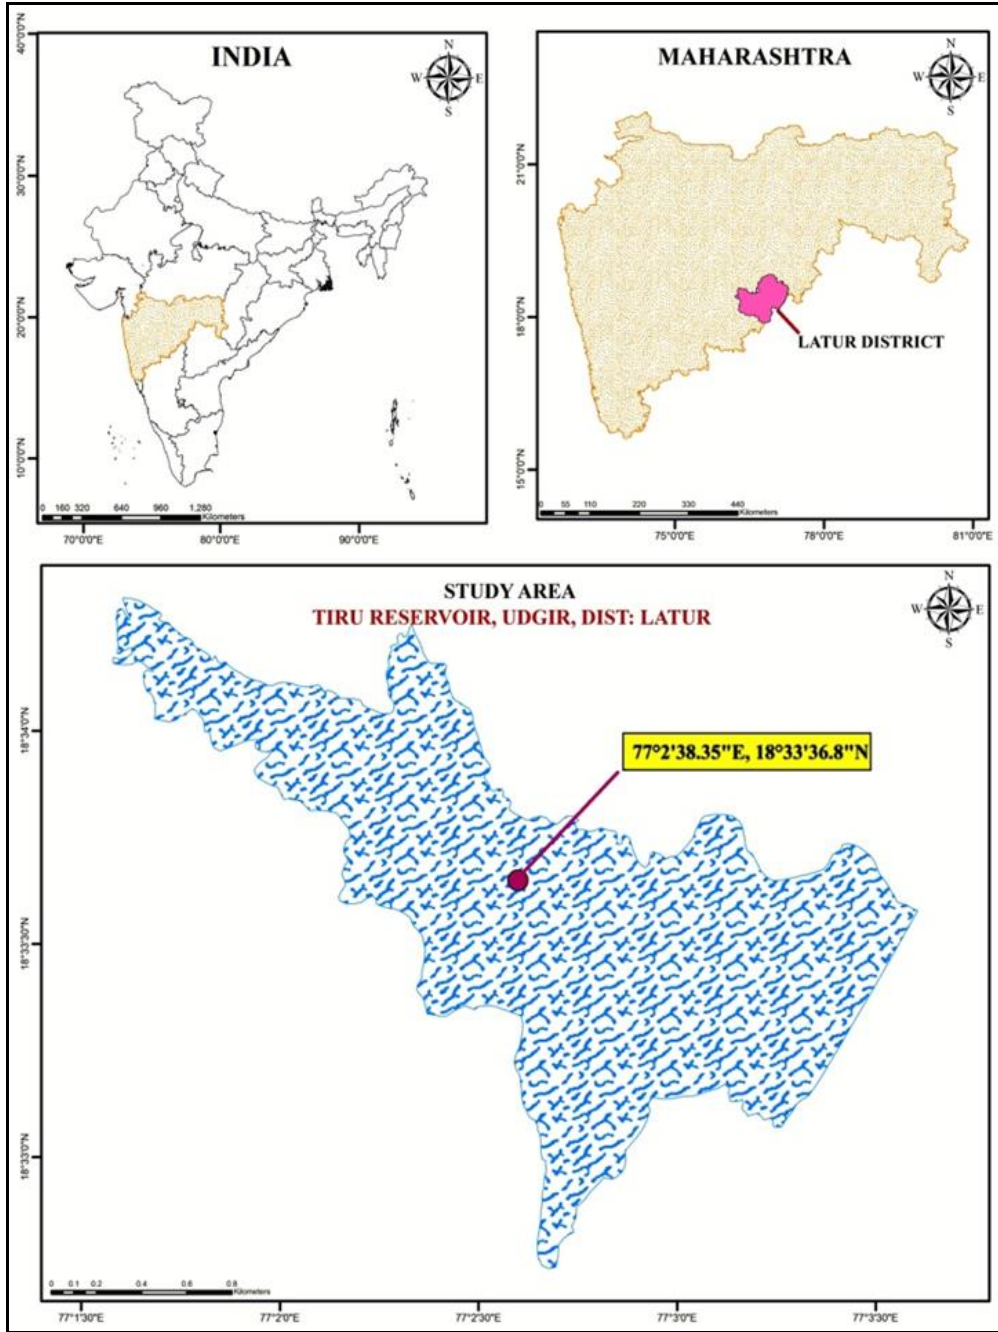 INDIA
N
W
E
S
40°0'0"N
30°0'0"N
20°0'0"N
10°0'0"N
0 160 320 640 960 1,280
Kilometers
70°0'0"E 80°0'0"E 90°0'0"E
MAHARASHTRA
N
W
E
S
21°0'0"N
18°0'0"N
15°0'0"N
LATUR DISTRICT
0 55 110 220 330 440
Kilometers
75°0'0"E 78°0'0"E 81°0'0"E
STUDY AREA
TIRU RESERVOIR, UDGIR, DIST: LATUR
N
W
E
S
77°2'38.35"E, 18°33'36.8"N
18°34'0"N
18°33'30"N
18°33'0"N
0 0.1 0.2 0.4 0.6 0.8
Kilometers
77°1'30"E 77°2'0"E 77°2'30"E 77°3'0"E 77°3'30"E